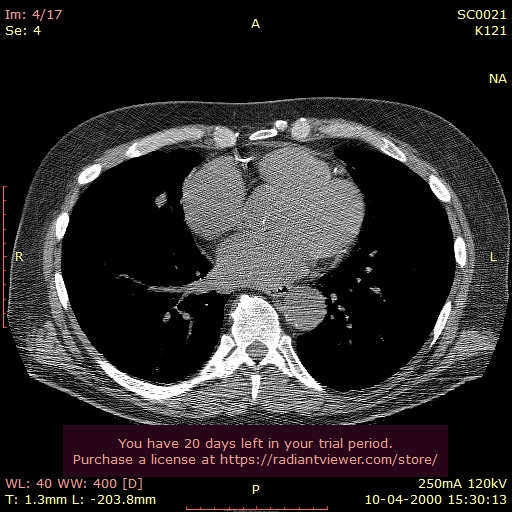 Im: 4/17
Se: 4
A
SC0021
K121
NA
R
L
You have 20 days left in your trial period.
Purchase a license at https://radiantviewer.com/store/
WL: 40 WW: 400 [D]
T: 1.3mm L: -203.8mm
P
250mA 120kV
10-04-2000 15:30:13